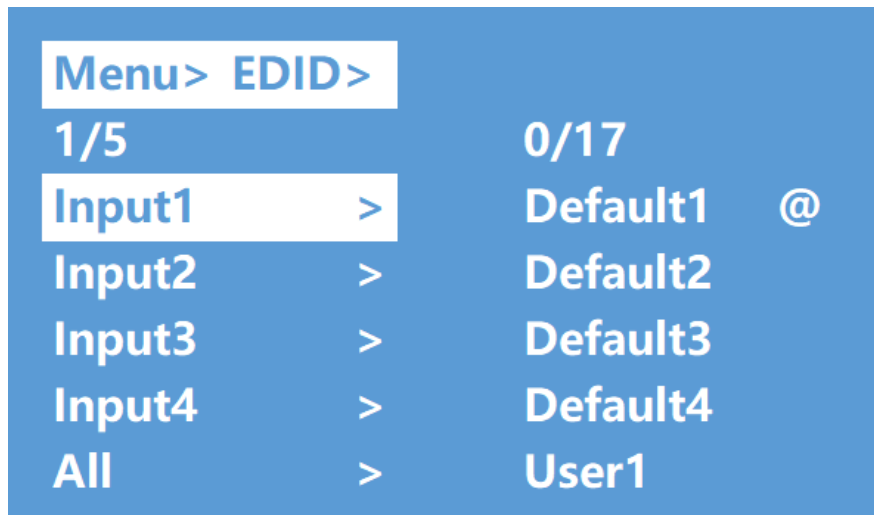 Menu> EDID>
1/5 0/17
Input1 > Default1 @
Input2 > Default2
Input3 > Default3
Input4 > Default4
All > User1